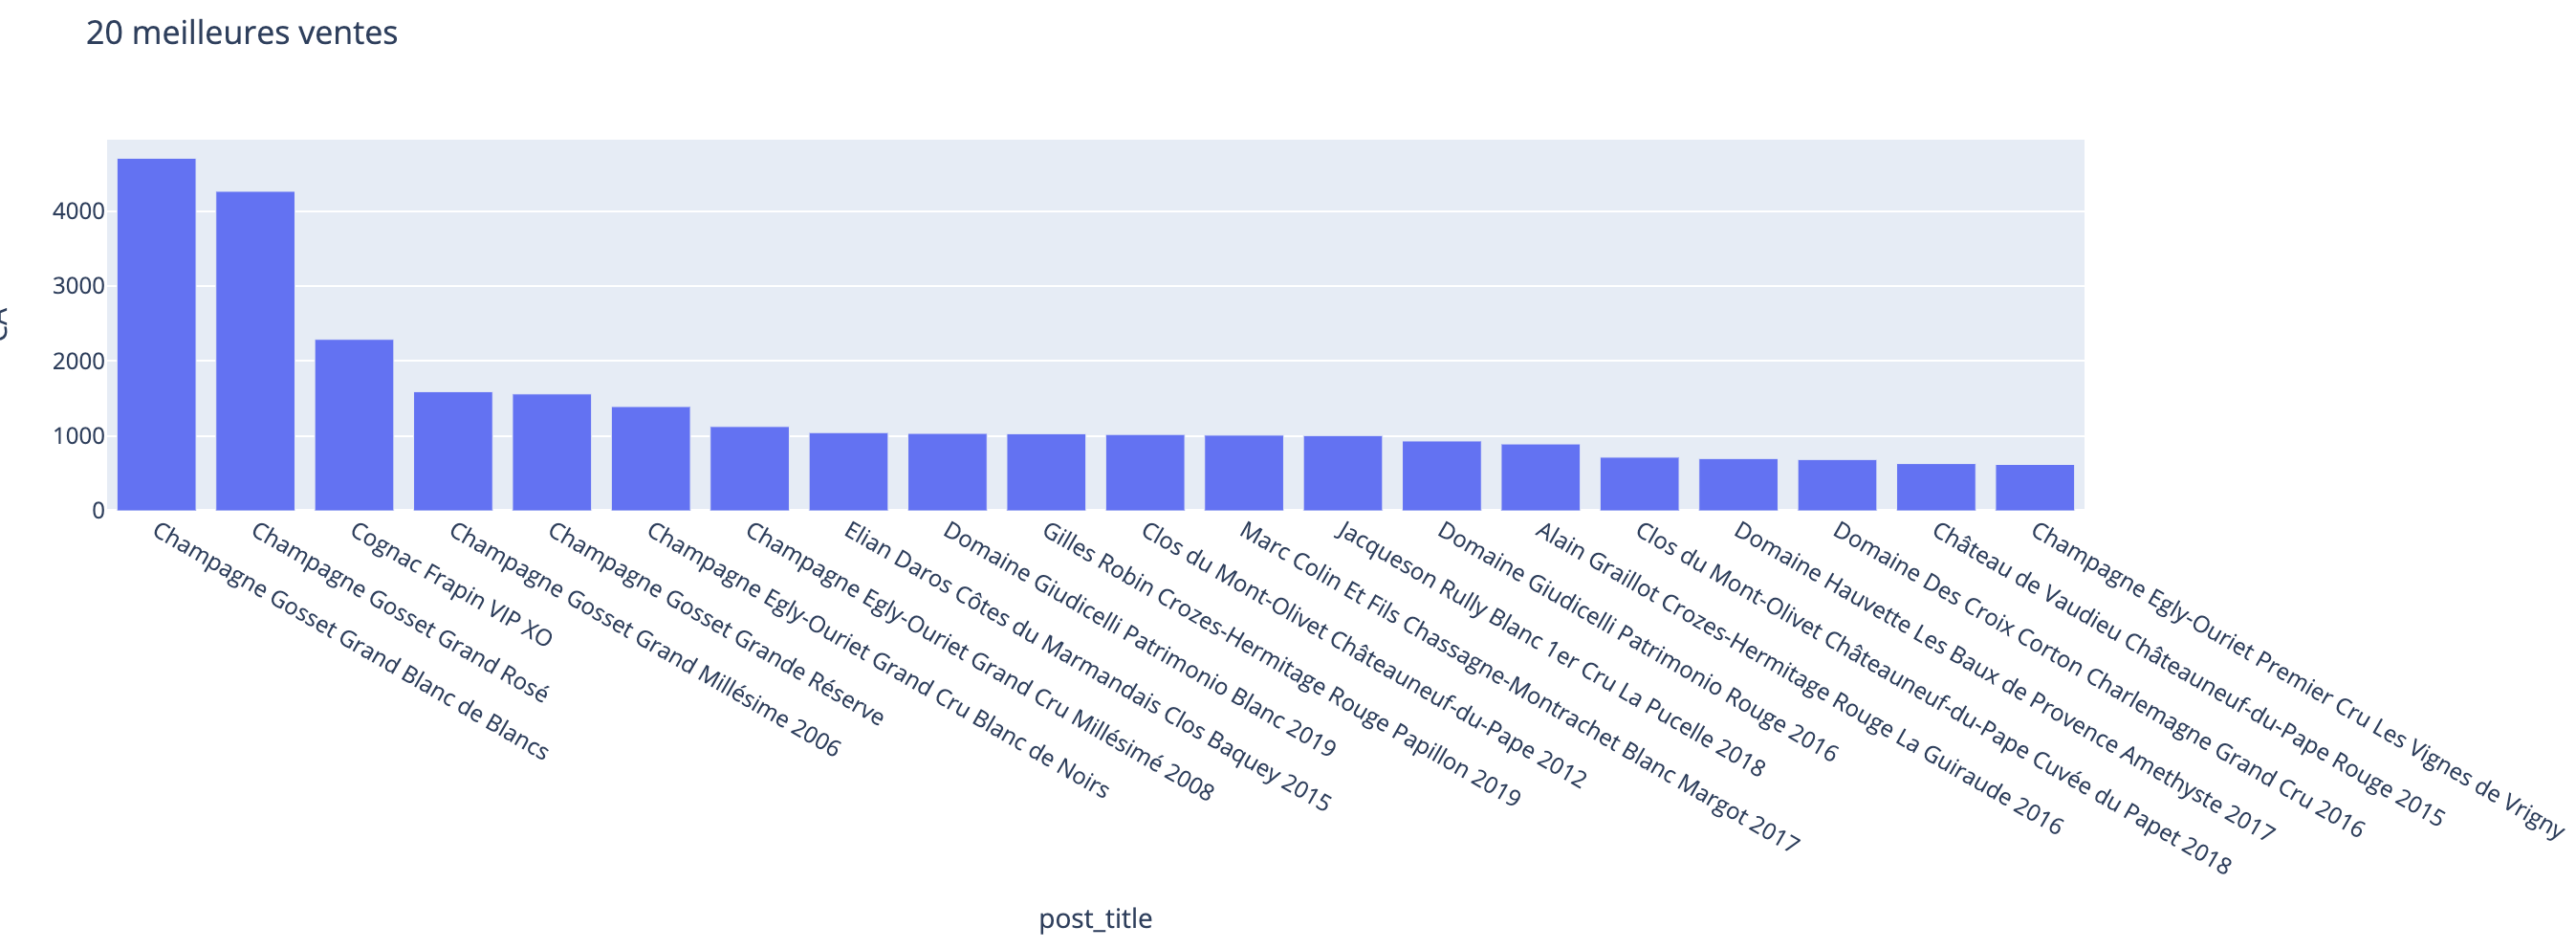 20 meilleures ventes
4000
3000
2000
1000
0
Champagne Gosset Grand Blanc de Blancs
Champagne Gosset Grand Rosé
Cognac Frapin VIP XO
Champagne Gosset Grand Millésime 2006
Champagne Gosset Grande Réserve
Champagne Egly-Ouriet Grand Cru Blanc de Noirs
Champagne Egly-Ouriet Grand Cru Millésimé 2008
Elian Daros Côtes du Marmandais Clos Baquey 2015
Domaine Giudicelli Patrimonio Blanc 2019
Gilles Robin Crozes-Hermitage Rouge Papillon 2019
Clos du Mont-Olivet Châteauneuf-du-Pape 2012
Marc Colin Et Fils Chassagne-Montrachet Blanc Margot 2017
Jacqueson Rully Blanc 1er Cru La Pucelle 2018
Domaine Giudicelli Patrimonio Rouge 2016
Alain Graillot Crozes-Hermitage Rouge La Guiraude 2016
Clos du Mont-Olivet Châteauneuf-du-Pape Cuvée du Papet 2018
Domaine Hauvette Les Baux de Provence Amethyste 2017
Domaine Des Croix Corton Charlemagne Grand Cru 2016
Château de Vaudieu Châteauneuf-du-Pape Rouge 2015
Champagne Egly-Ouriet Premier Cru Les Vignes de Vrigny
post_title